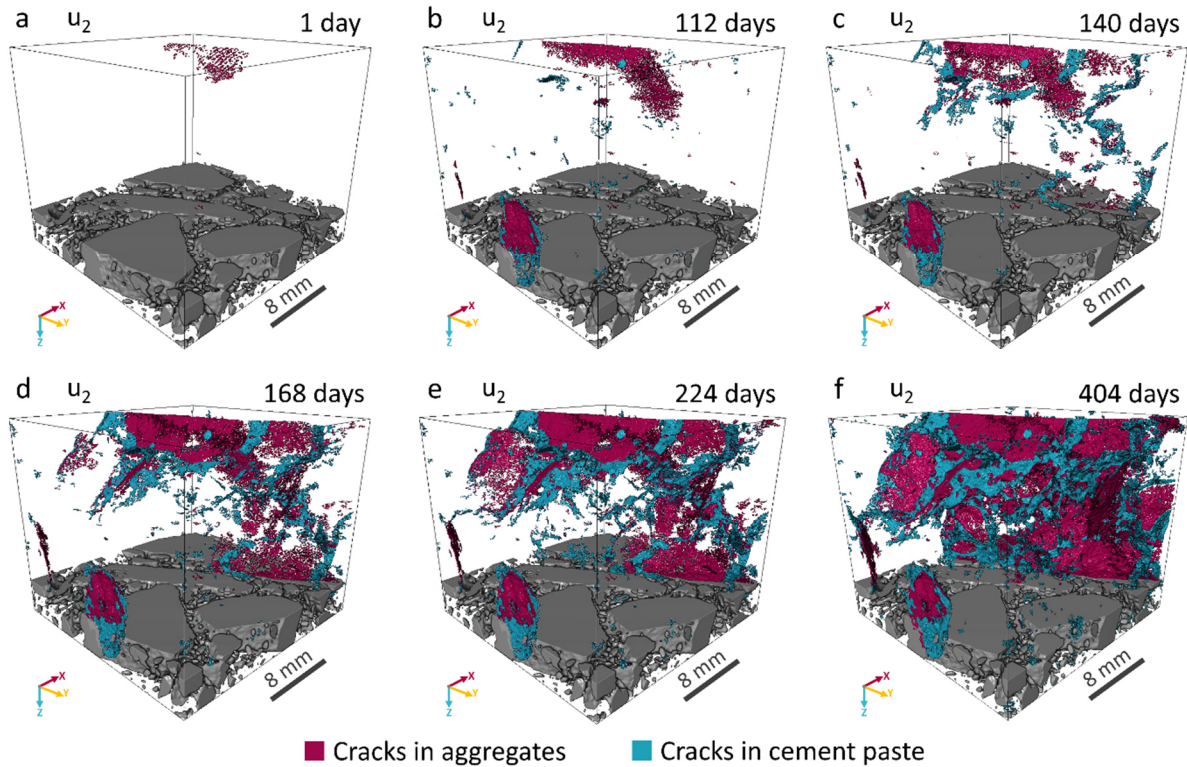 a u₂ 1 day
b u₂ 112 days
c u₂ 140 days
X
Y
Z
8 mm
X
Y
Z
8 mm
X
Y
Z
8 mm
d u₂ 168 days
e u₂ 224 days
f u₂ 404 days
X
Y
Z
8 mm
X
Y
Z
8 mm
X
Y
Z
8 mm
Cracks in aggregates
Cracks in cement paste